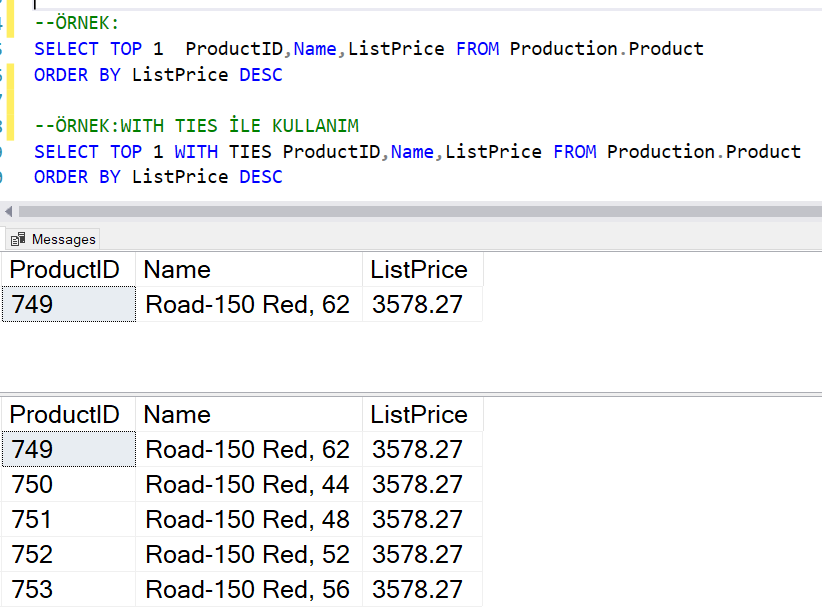 --ÖRNEK:
SELECT TOP 1  ProductID,Name,ListPrice FROM Production.Product
ORDER BY ListPrice DESC
--ÖRNEK:WITH TIES İLE KULLANIM
SELECT TOP 1 WITH TIES ProductID,Name,ListPrice FROM Production.Product
ORDER BY ListPrice DESC
Messages
ProductID Name ListPrice
749 Road-150 Red, 62 3578.27
ProductID Name ListPrice
749 Road-150 Red, 62 3578.27
750 Road-150 Red, 44 3578.27
751 Road-150 Red, 48 3578.27
752 Road-150 Red, 52 3578.27
753 Road-150 Red, 56 3578.27